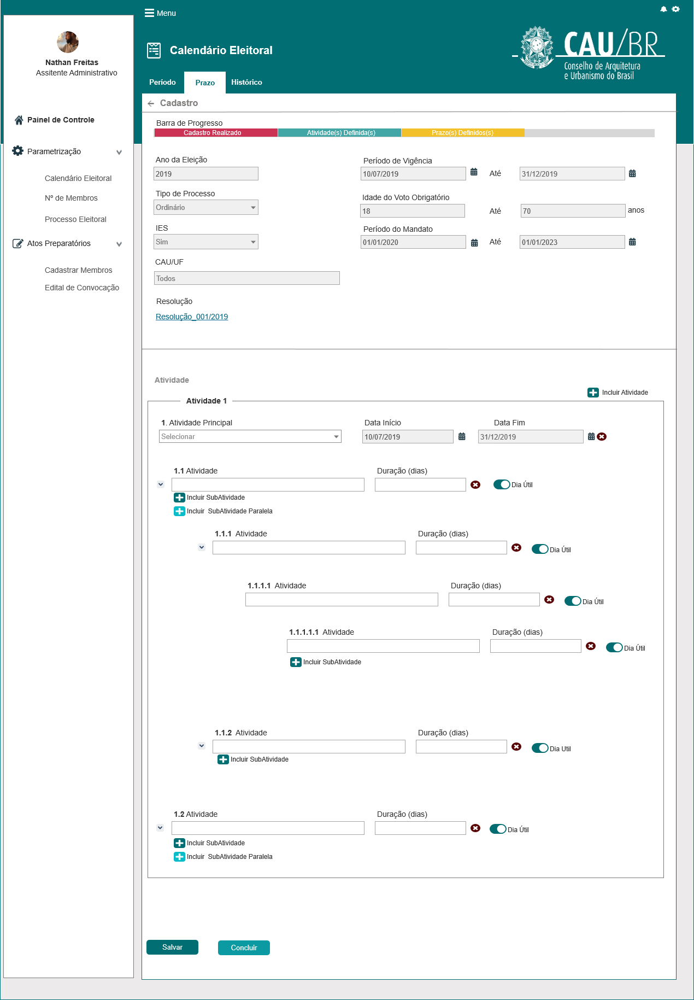 Menu
Nathan Freitas
Assitente Administrativo
Painel de Controle
Parametrização
Calendário Eleitoral
Nº de Membros
Processo Eleitoral
Atos Preparatórios
Cadastrar Membros
Edital de Convocação
Calendário Eleitoral
CAU/BR
Conselho de Arquitetura
e Urbanismo do Brasil
Período Prazo Histórico
Cadastro
Barra de Progresso
Cadastro Realizado Atividade(s) Definida(s) Prazo(s) Definidos(s)
Ano da Eleição Período de Vigência
2019 10/07/2019 Até 31/12/2019
Tipo de Processo Idade do Voto Obrigatório
Ordinário 18 Até 70 anos
IES Período do Mandato
Sim 01/01/2020 Até 01/01/2023
CAU/UF
Todos
Resolução
Resolução_001/2019
Atividade
Incluir Atividade
Atividade 1
1. Atividade Principal Data Início Data Fim
Selecionar 10/07/2019 31/12/2019
1.1 Atividade Duração (dias)
Dia Útil
Incluir SubAtividade
Incluir SubAtividade Paralela
1.1.1 Atividade Duração (dias)
Dia Útil
1.1.1.1 Atividade Duração (dias)
Dia Útil
1.1.1.1.1 Atividade Duração (dias)
Dia Útil
Incluir SubAtividade
1.1.2 Atividade Duração (dias)
Dia Util
Incluir SubAtividade
1.2 Atividade Duração (dias)
Dia Útil
Incluir SubAtividade
Incluir SubAtividade Paralela
Salvar Concluir